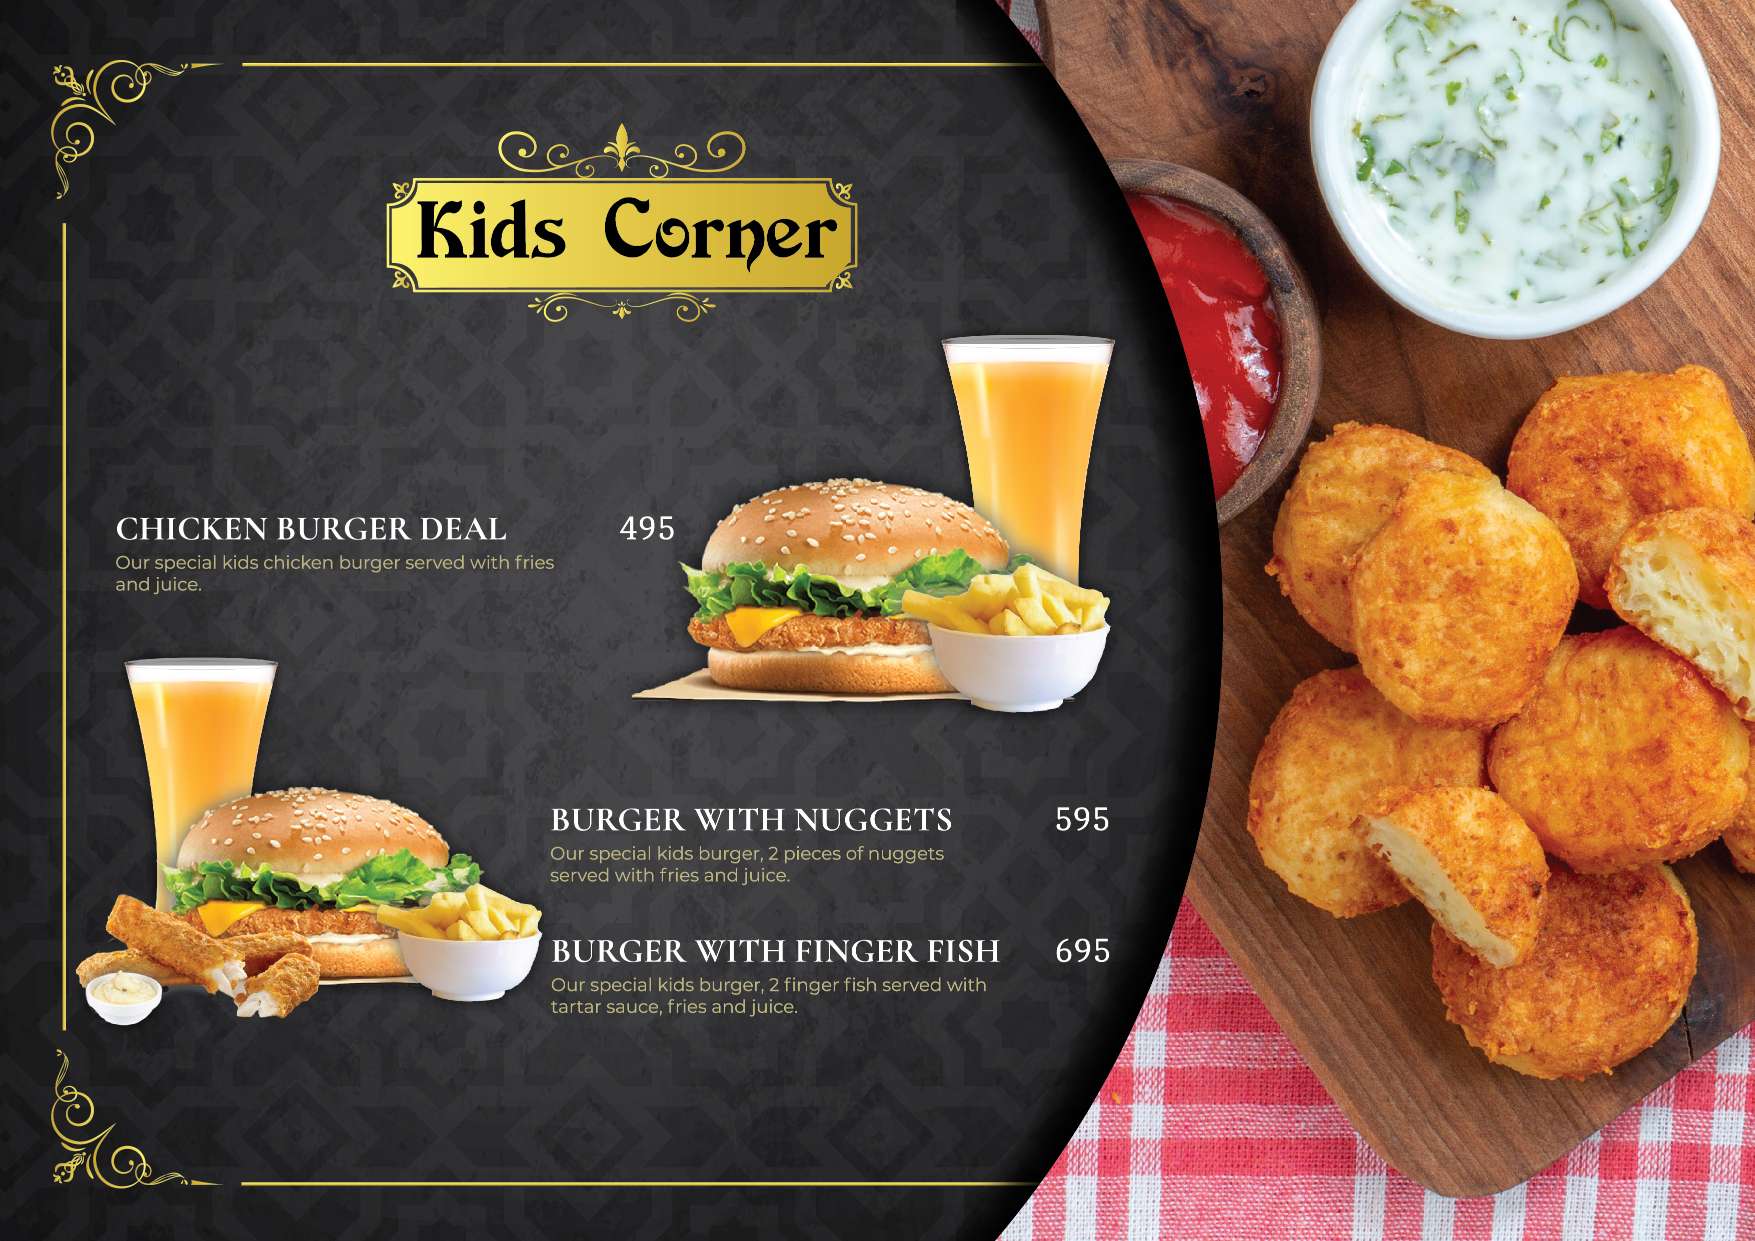 Kids Corner
CHICKEN BURGER DEAL 495
Our special kids chicken burger served with fries
and juice.
BURGER WITH NUGGETS 595
Our special kids burger, 2 pieces of nuggets
served with fries and juice.
BURGER WITH FINGER FISH 695
Our special kids burger, 2 finger fish served with
tartar sauce, fries and juice.